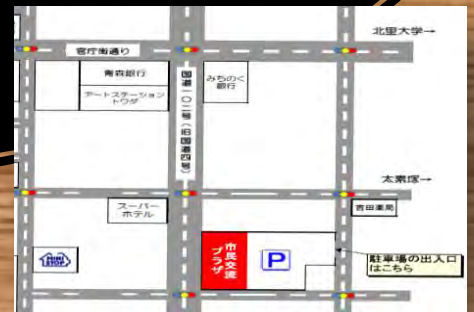 北里大学→
官庁街通り
青森銀行
アートステーション
トワダ
国道一〇二号(旧国道四号)
みちのく
銀行
太素塚→
スーパー
ホテル
吉田薬局
市民交流
プラザ
P
駐車場の出入口
はこちら
MINI
STOP